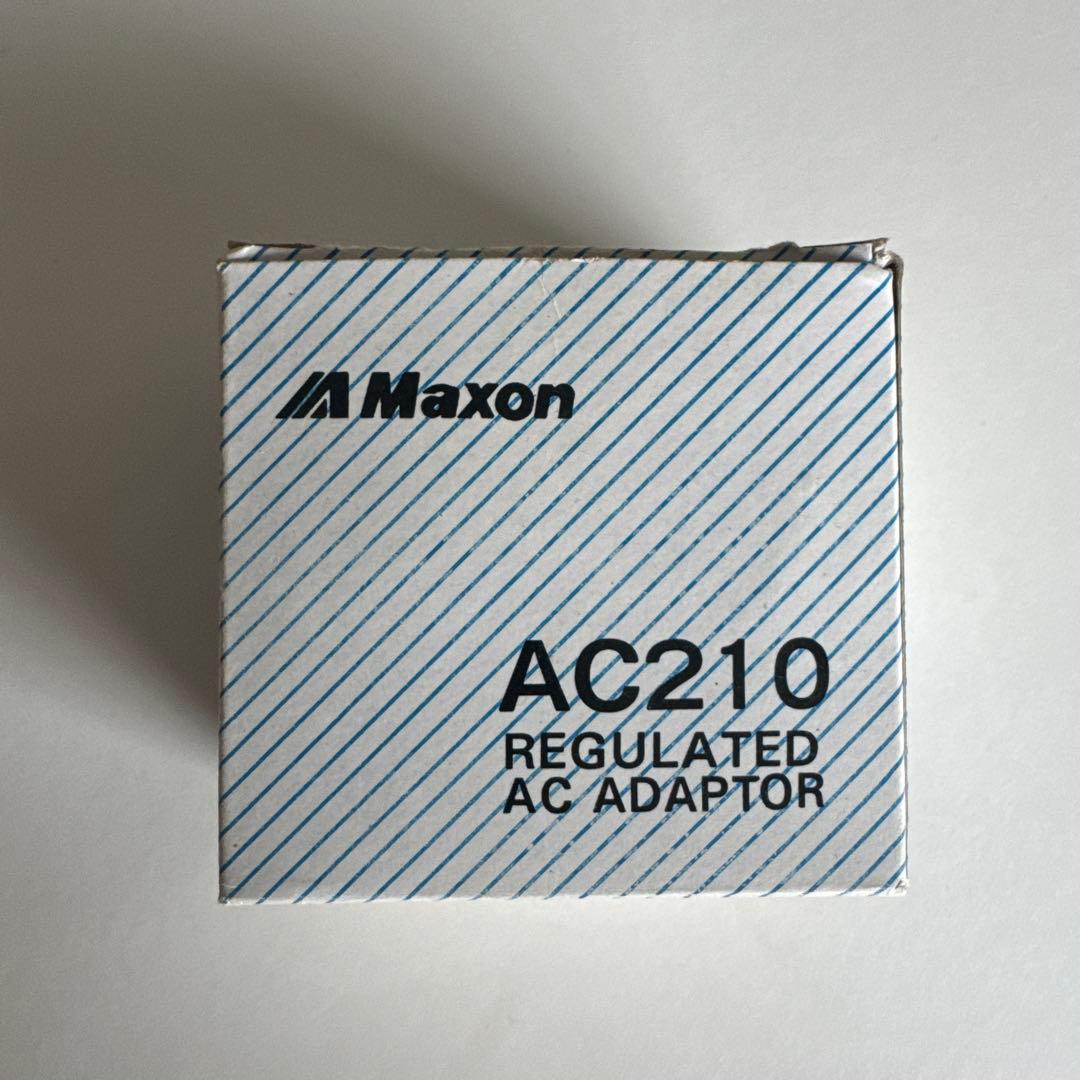 Maxon
AC210
REGULATED
AC ADAPTOR